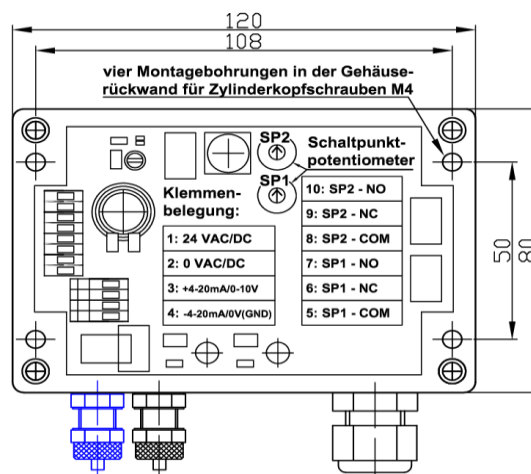 120
108
vier Montagebohrungen in der Gehäuse-
rückwand für Zylinderkopfschrauben M4
SP2
Schaltpunkt-
potentiometer
SP1
Klemmen-
belegung:
1: 24 VAC/DC
2: 0 VAC/DC
3: +4-20mA/0-10V
4: -4-20mA/0V(GND)
10: SP2 - NO
9: SP2 - NC
8: SP2 - COM
7: SP1 - NO
6: SP1 - NC
5: SP1 - COM
50
80